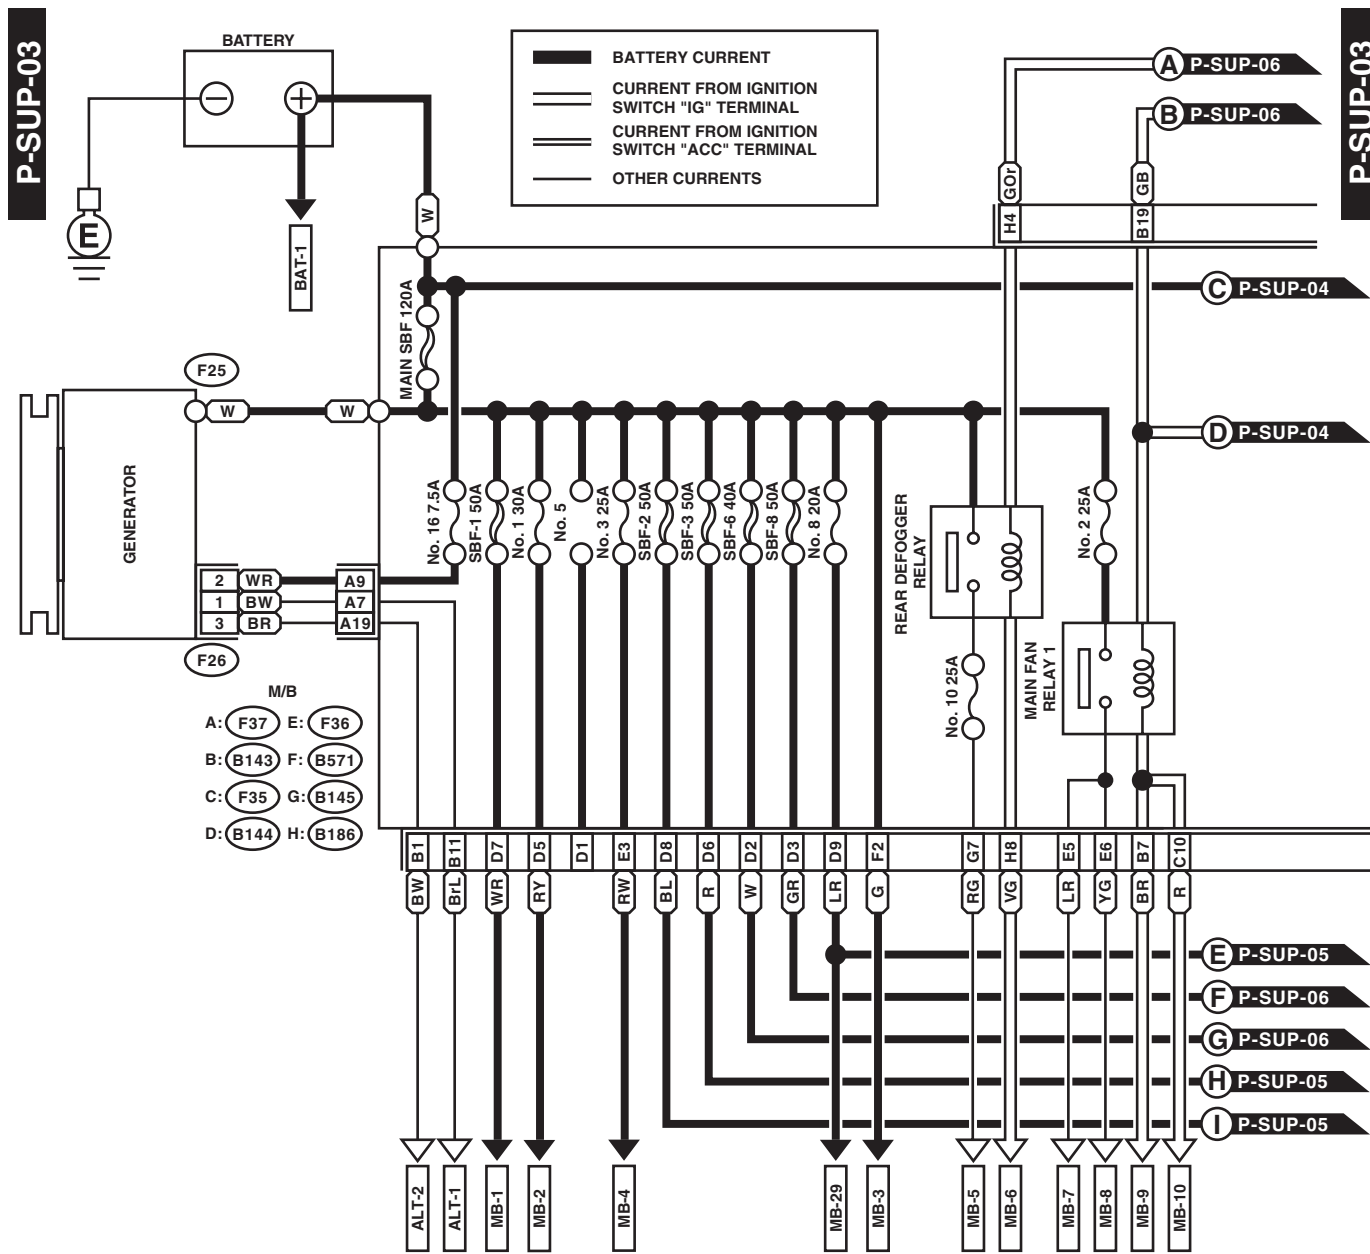 P-SUP-03
P-SUP-03
BATTERY
−
+
BATTERY CURRENT
CURRENT FROM IGNITION
SWITCH "IG" TERMINAL
CURRENT FROM IGNITION
SWITCH "ACC" TERMINAL
OTHER CURRENTS
A P-SUP-06
B P-SUP-06
E
BAT-1
W
GOr
H4
GB
B19
C P-SUP-04
MAIN SBF 120A
F25
W
W
D P-SUP-04
GENERATOR
No. 16 7.5A
SBF-1 50A
No. 1 30A
No. 5
No. 3 25A
SBF-2 50A
SBF-3 50A
SBF-6 40A
SBF-8 50A
No. 8 20A
REAR DEFOGGER
RELAY
No. 2 25A
2 WR A9
1 BW A7
3 BR A19
F26
No. 10 25A
MAIN FAN
RELAY 1
M/B
A: F37 E: F36
B: B143 F: B571
C: F35 G: B145
D: B144 H: B186
B1 B11 D7 D5 D1 E3 D8 D6 D2 D3 D9 F2 G7 H8 E5 E6 B7 C10
BW BrL WR RY RW BL R W GR LR G RG VG LR YG BR R
E P-SUP-05
F P-SUP-06
G P-SUP-06
H P-SUP-05
I P-SUP-05
ALT-2 ALT-1 MB-1 MB-2 MB-4 MB-29 MB-3 MB-5 MB-6 MB-7 MB-8 MB-9 MB-10